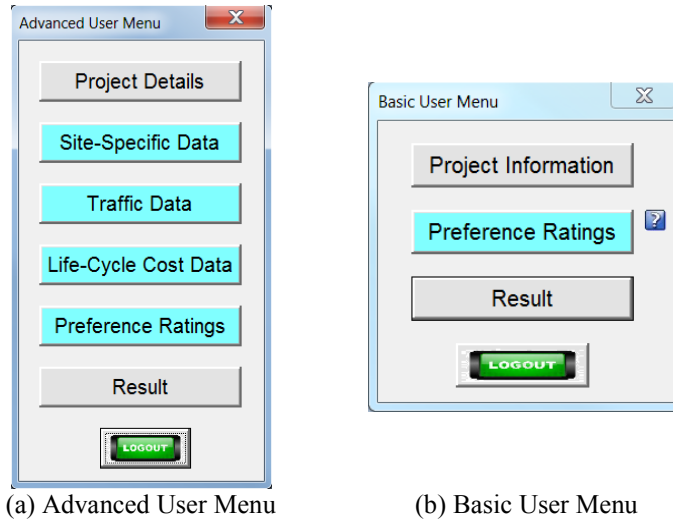 Advanced User Menu
X
Project Details
Site-Specific Data
Traffic Data
Life-Cycle Cost Data
Preference Ratings
Result
LOGOUT
(a) Advanced User Menu
Basic User Menu
X
Project Information
Preference Ratings
?
Result
LOGOUT
(b) Basic User Menu